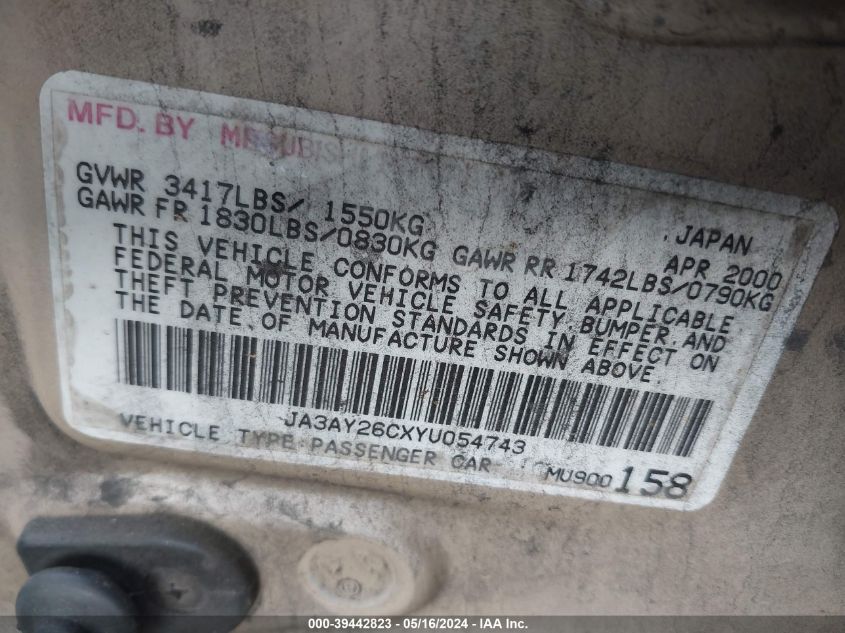 MFD. BY MITSUBISHI
JAPAN
GVWR 3417LBS/ 1550KG APR 2000
GAWR FR 1830LBS/0830KG GAWR RR 1742LBS/0790KG
THIS VEHICLE CONFORMS TO ALL APPLICABLE
FEDERAL MOTOR VEHICLE SAFETY, BUMPER, AND
THEFT PREVENTION STANDARDS IN EFFECT ON
THE DATE OF MANUFACTURE SHOWN ABOVE.
JA3AY26CXYU054743
VEHICLE TYPE: PASSENGER CAR MU900158
000-39442823 - 05/16/2024 - IAA Inc.